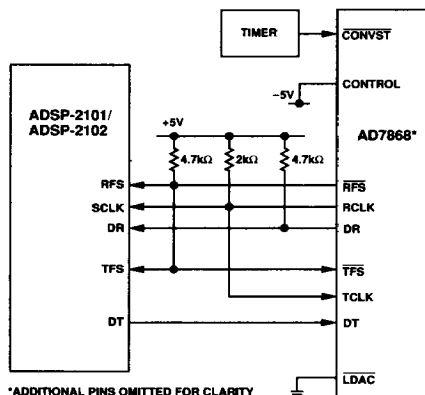 TIMER
CONVST
−5V
CONTROL
ADSP-2101/
ADSP-2102
+5V
AD7868*
4.7kΩ
2kΩ
4.7kΩ
RFS
RFS
SCLK
RCLK
DR
DR
TFS
TFS
TCLK
DT
DT
LDAC
*ADDITIONAL PINS OMITTED FOR CLARITY